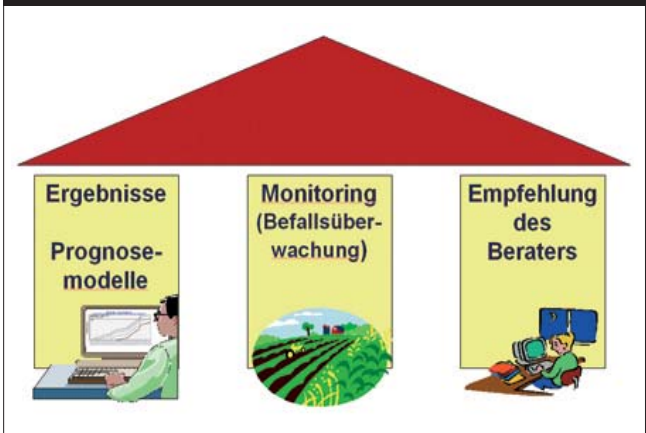 Ergebnisse
Prognose-
modelle
Monitoring
(Befallsüber-
wachung)
Empfehlung
des
Beraters